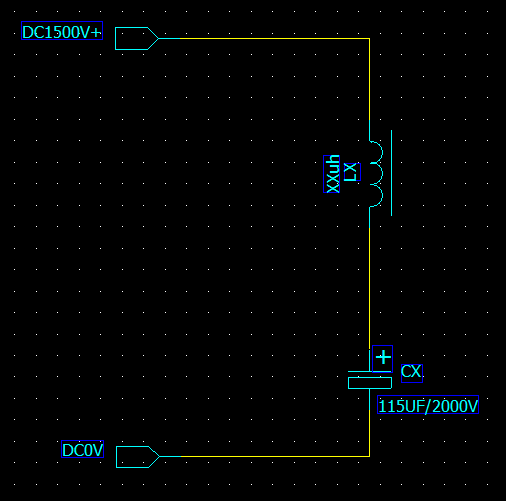 DC1500V+
XXuh
LX
+
CX
115UF/2000V
DC0V